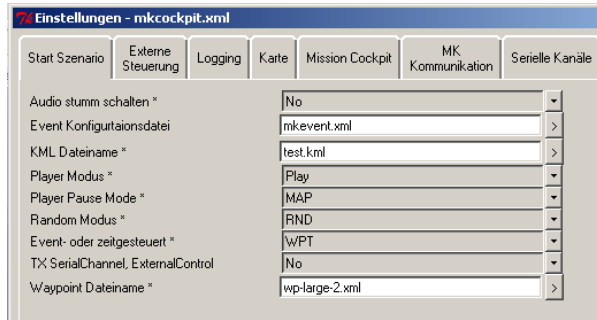 Einstellungen - mkcockpit.xml
Start Szenario
Externe
Steuerung
Logging
Karte
Mission Cockpit
MK
Kommunikation
Serielle Kanäle
Audio stumm schalten * No
Event Konfigurtaionsdatei mkevent.xml >
KML Dateiname * test.kml >
Player Modus * Play
Player Pause Mode * MAP
Random Modus * RND
Event- oder zeitgesteuert * WPT
TX SerialChannel, ExternalControl No
Waypoint Dateiname * wp-large-2.xml >